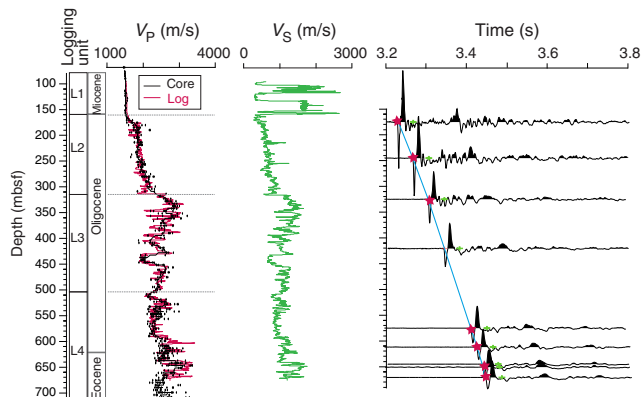 Logging
unit
V_P (m/s)
V_S (m/s)
Time (s)
1000 4000
0 3000
3.2 3.4 3.6 3.8
Core
Log
Depth (mbsf)
100
150
200
250
300
350
400
450
500
550
600
650
700
L1
L2
L3
L4
Miocene
Oligocene
Eocene